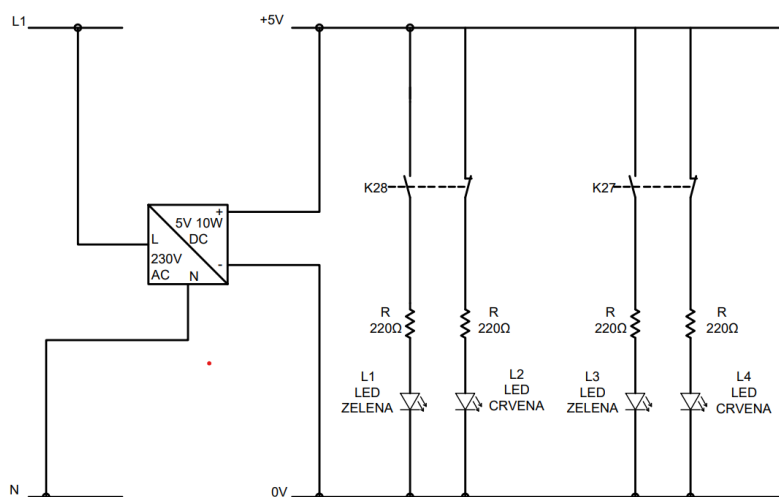 L1
+5V
K28
K27
+
5V 10W
L
DC
230V
-
AC
N
R
220Ω
R
220Ω
R
220Ω
R
220Ω
L1
LED
ZELENA
L2
LED
CRVENA
L3
LED
ZELENA
L4
LED
CRVENA
N
0V